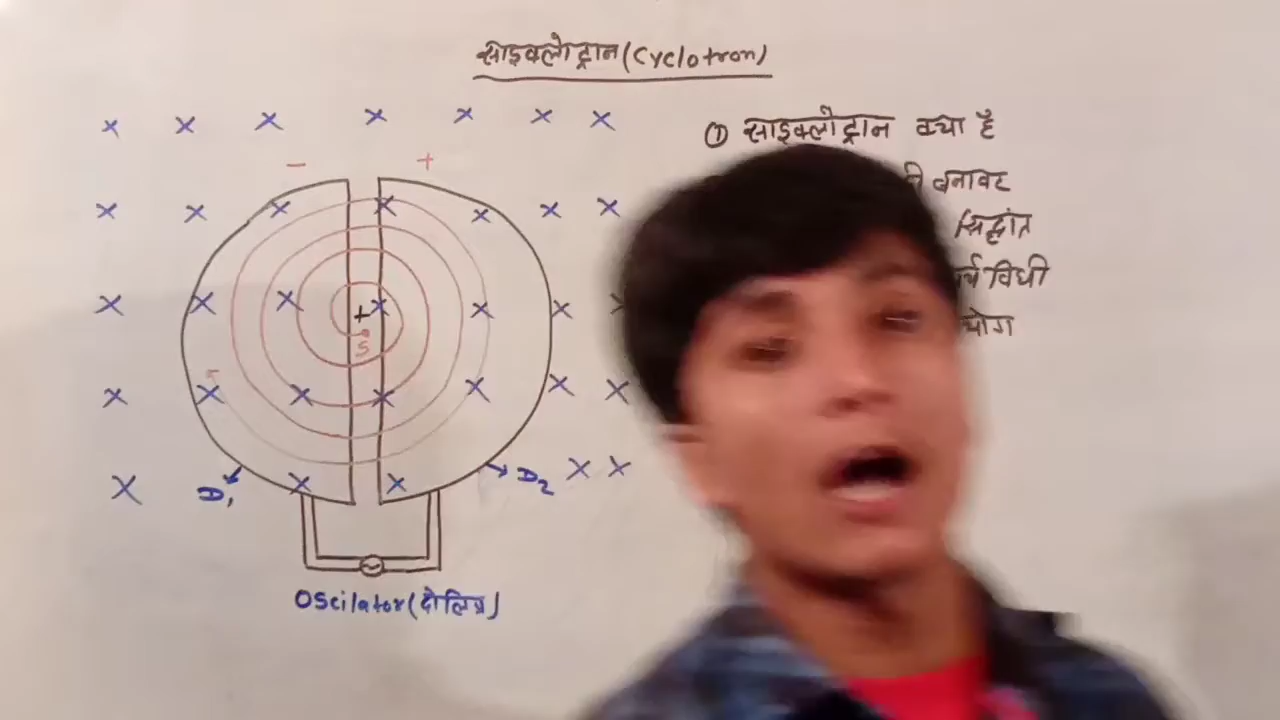 साइक्लोट्रान (Cyclotron)
① साइक्लोट्रान क्या है
बनावट
सिद्धांत
विधी
- +
+
S
D₁
D₂
OScilator (दोलित्र)